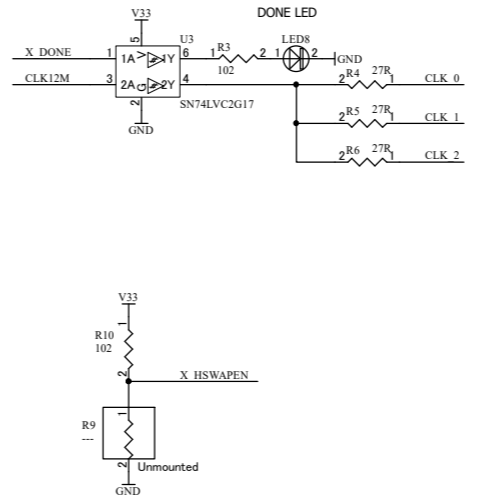 DONE LED
V33
5
U3
R3
LED8
X_DONE
1
1A
V
1Y
6
1
2
1
2
GND
102
R4
27R
CLK12M
3
2A
G
2Y
4
2
1
CLK_0
2
SN74LVC2G17
GND
R5
27R
2
1
CLK_1
R6
27R
2
1
CLK_2
V33
1
R10
102
2
X_HSWAPEN
1
R9
---
2
Unmounted
GND